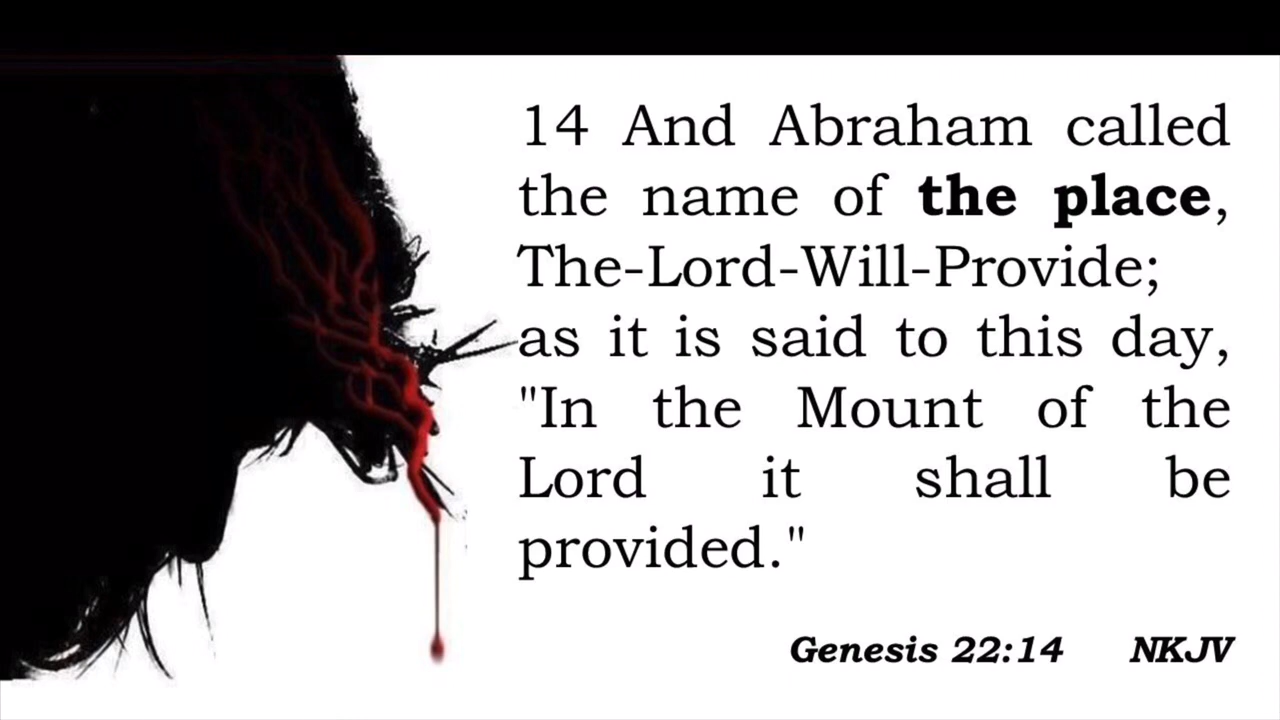 14 And Abraham called
the name of the place,
The-Lord-Will-Provide;
as it is said to this day,
"In the Mount of the
Lord it shall be
provided."
Genesis 22:14 NKJV